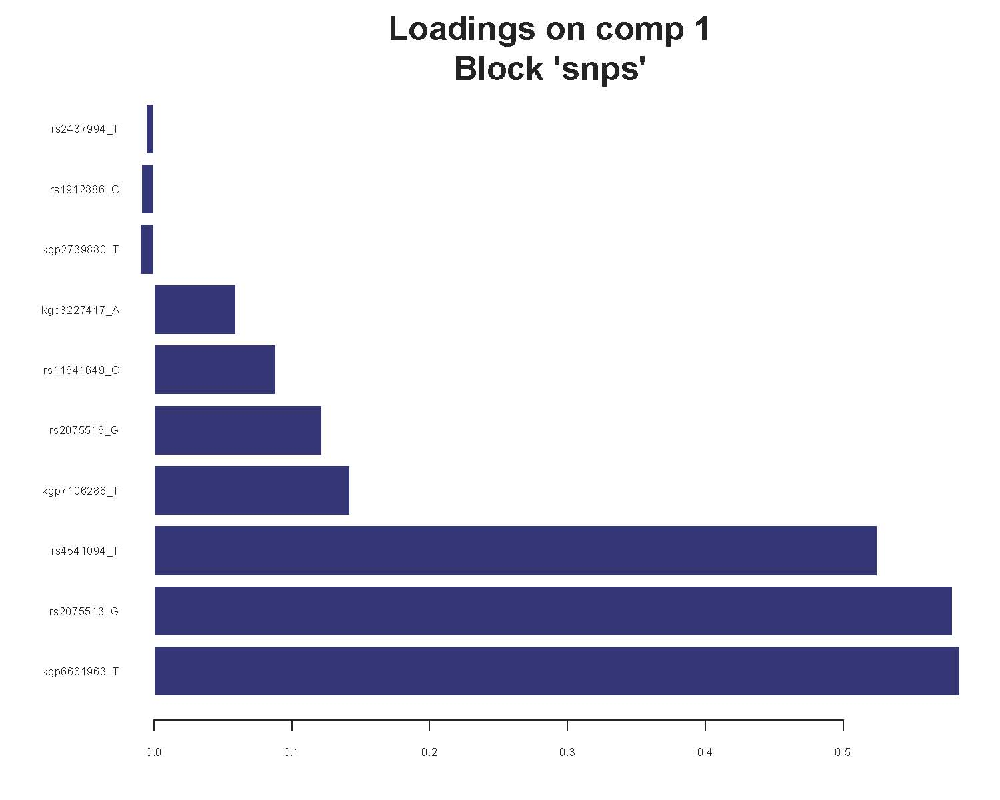 Loadings on comp 1
Block 'snps'
rs2437994_T
rs1912886_C
kgp2739880_T
kgp3227417_A
rs11641649_C
rs2075516_G
kgp7106286_T
rs4541094_T
rs2075513_G
kgp6661963_T
0.0 0.1 0.2 0.3 0.4 0.5